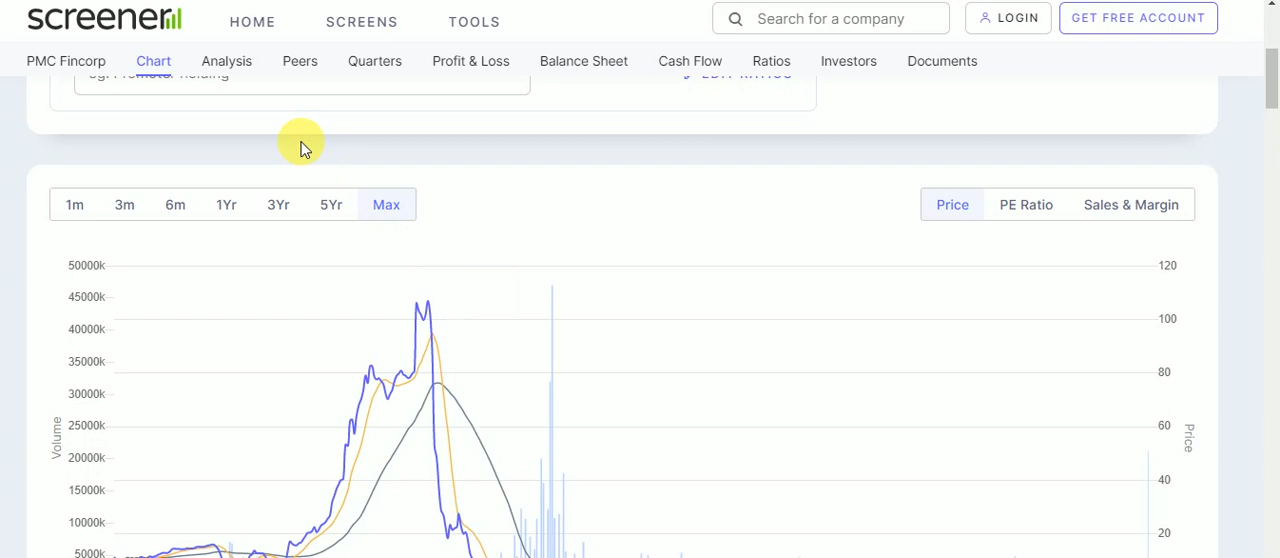 screener
HOME SCREENS TOOLS
Search for a company
LOGIN
GET FREE ACCOUNT
PMC Fincorp Chart Analysis Peers Quarters Profit & Loss Balance Sheet Cash Flow Ratios Investors Documents
1m 3m 6m 1Yr 3Yr 5Yr Max
Price PE Ratio Sales & Margin
50000k 120
45000k
40000k 100
35000k 80
30000k
25000k 60
20000k
15000k 40
10000k
5000k 20
Volume
Price